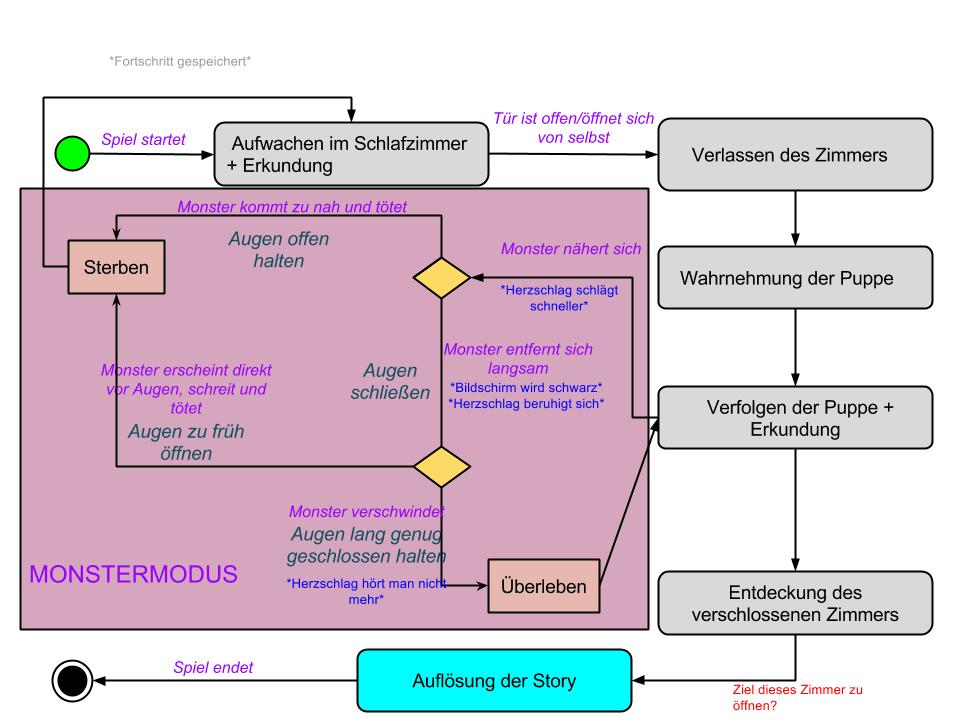 *Fortschritt gespeichert*
Spiel startet
Aufwachen im Schlafzimmer
+ Erkundung
Tür ist offen/öffnet sich
von selbst
Verlassen des Zimmers
Monster kommt zu nah und tötet
Augen offen
halten
Sterben
Monster nähert sich
*Herzschlag schlägt
schneller*
Wahrnehmung der Puppe
Monster entfernt sich
langsam
*Bildschirm wird schwarz*
*Herzschlag beruhigt sich*
Augen
schließen
Monster erscheint direkt
vor Augen, schreit und
tötet
Augen zu früh
öffnen
Verfolgen der Puppe +
Erkundung
Monster verschwindet
Augen lang genug
geschlossen halten
*Herzschlag hört man nicht
mehr*
MONSTERMODUS
Überleben
Entdeckung des
verschlossenen Zimmers
Spiel endet
Auflösung der Story
Ziel dieses Zimmer zu
öffnen?